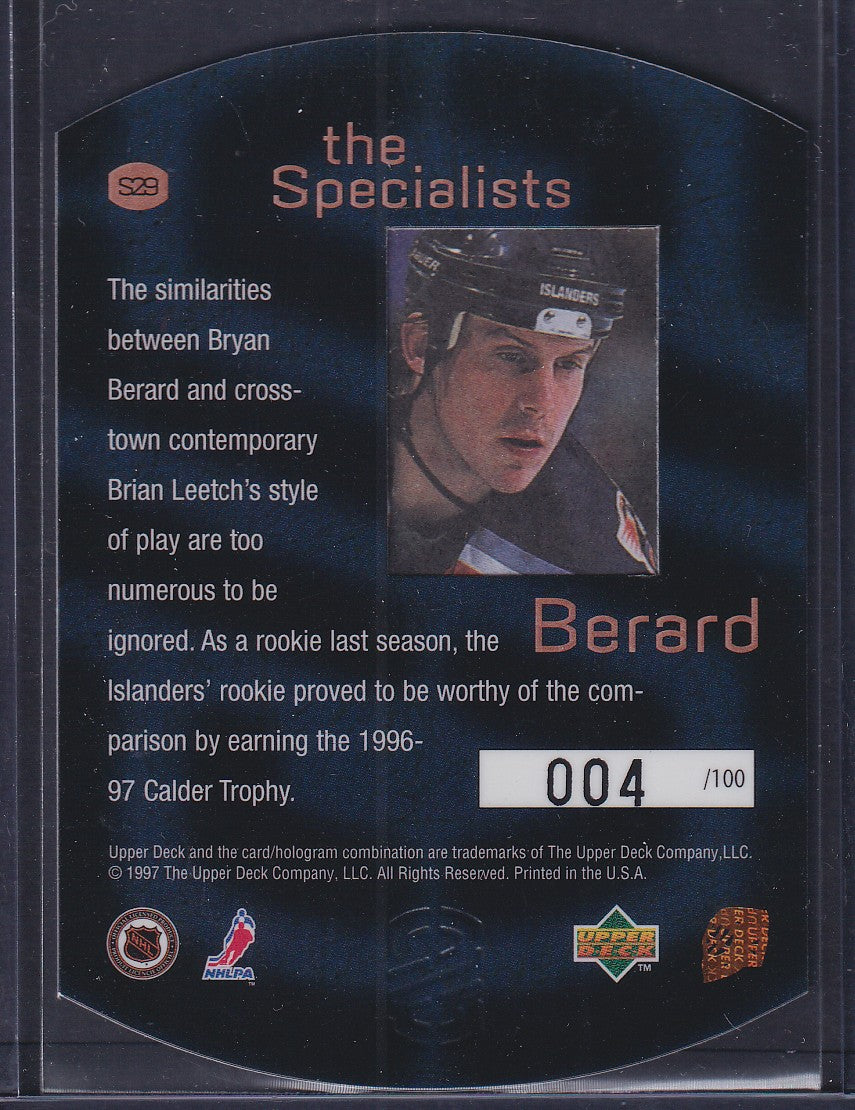 the
Specialists
S29
ISLANDERS
The similarities
between Bryan
Berard and cross-
town contemporary
Brian Leetch's style
of play are too
numerous to be
ignored. As a rookie last season, the
Berard
Islanders' rookie proved to be worthy of the com-
parison by earning the 1996-
97 Calder Trophy.
004 /100
Upper Deck and the card/hologram combination are trademarks of The Upper Deck Company,LLC.
© 1997 The Upper Deck Company, LLC. All Rights Reserved. Printed in the U.S.A.
NHL
NHLPA
™
UPPER
DECK
™